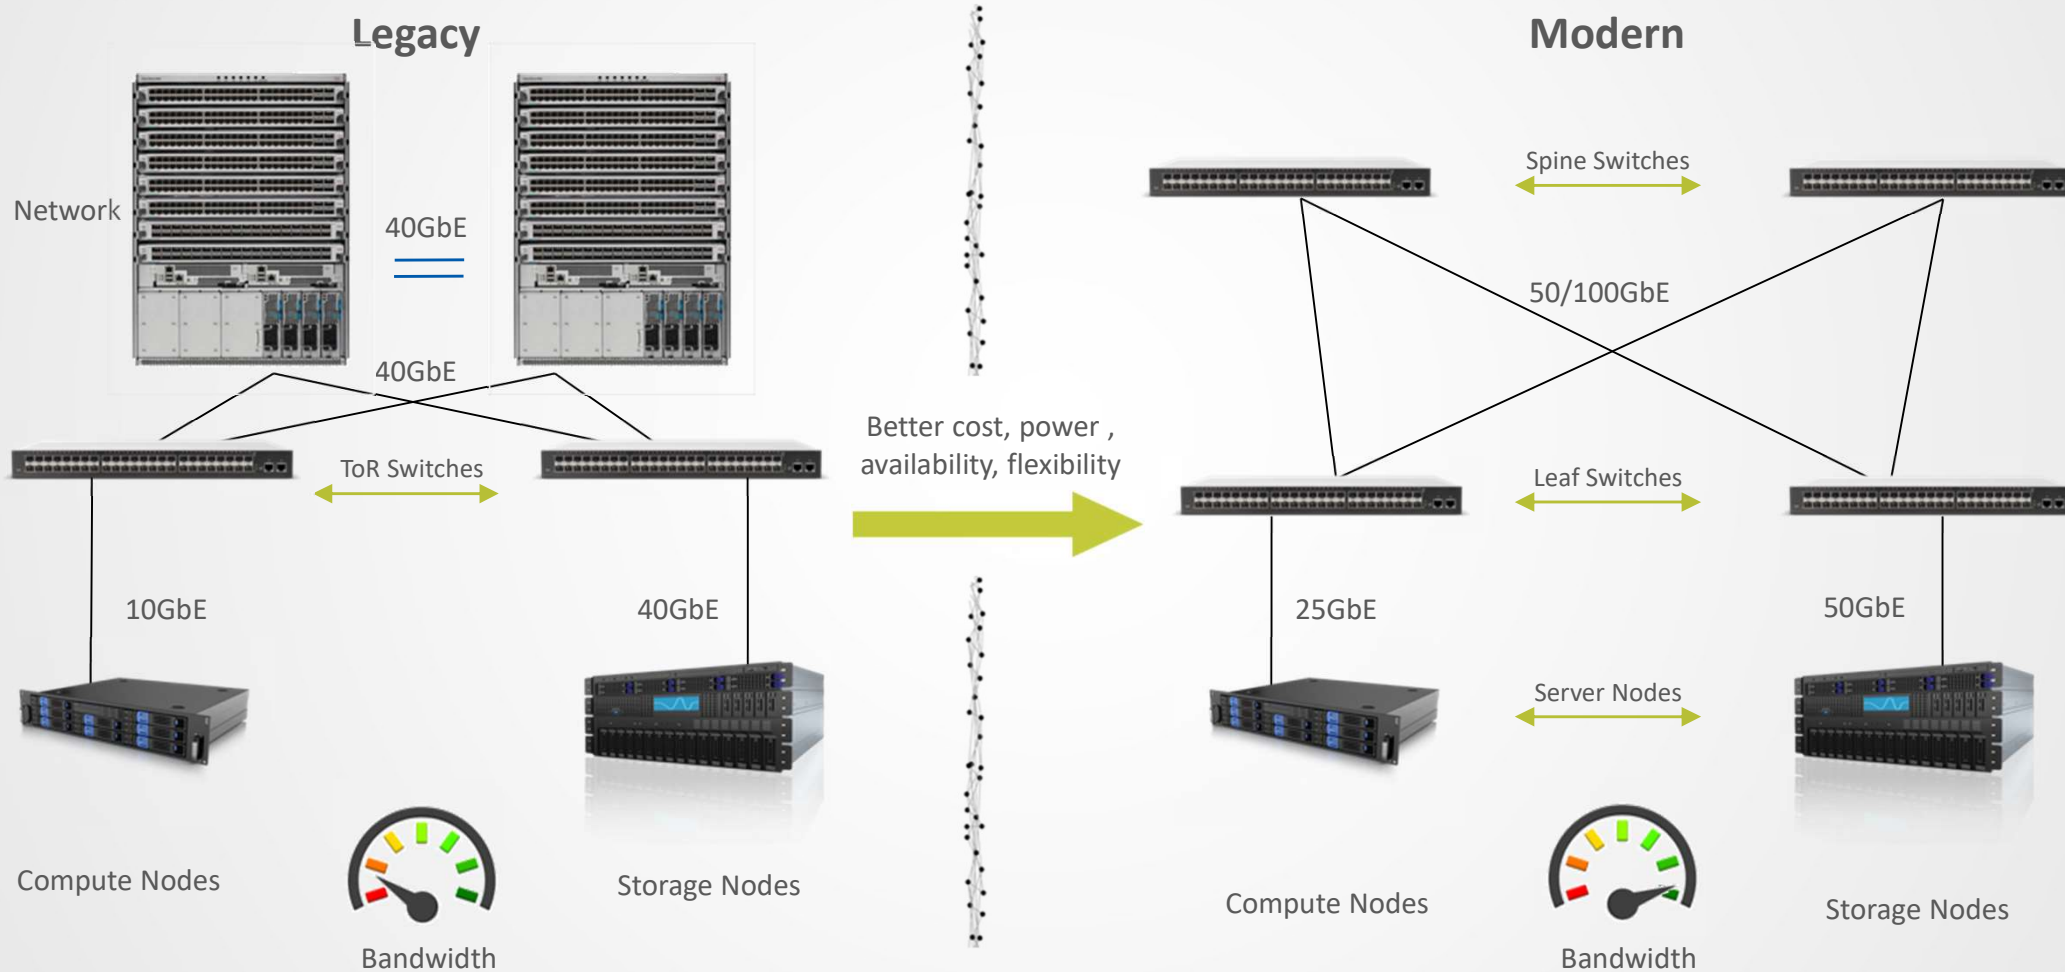 Legacy
Network
40GbE
40GbE
ToR Switches
10GbE
40GbE
Compute Nodes
Storage Nodes
Bandwidth
Better cost, power ,
availability, flexibility
Modern
Spine Switches
50/100GbE
Leaf Switches
25GbE
50GbE
Server Nodes
Compute Nodes
Storage Nodes
Bandwidth